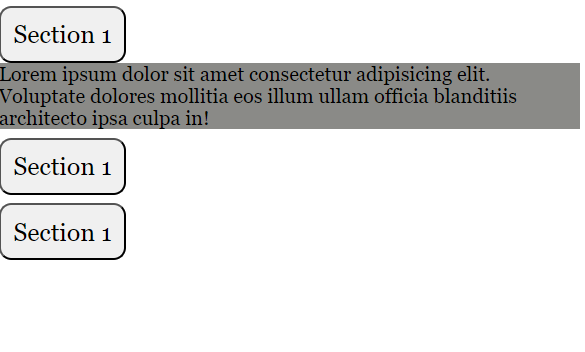 Section 1
Lorem ipsum dolor sit amet consectetur adipisicing elit.
Voluptate dolores mollitia eos illum ullam officia blanditiis
architecto ipsa culpa in!
Section 1
Section 1